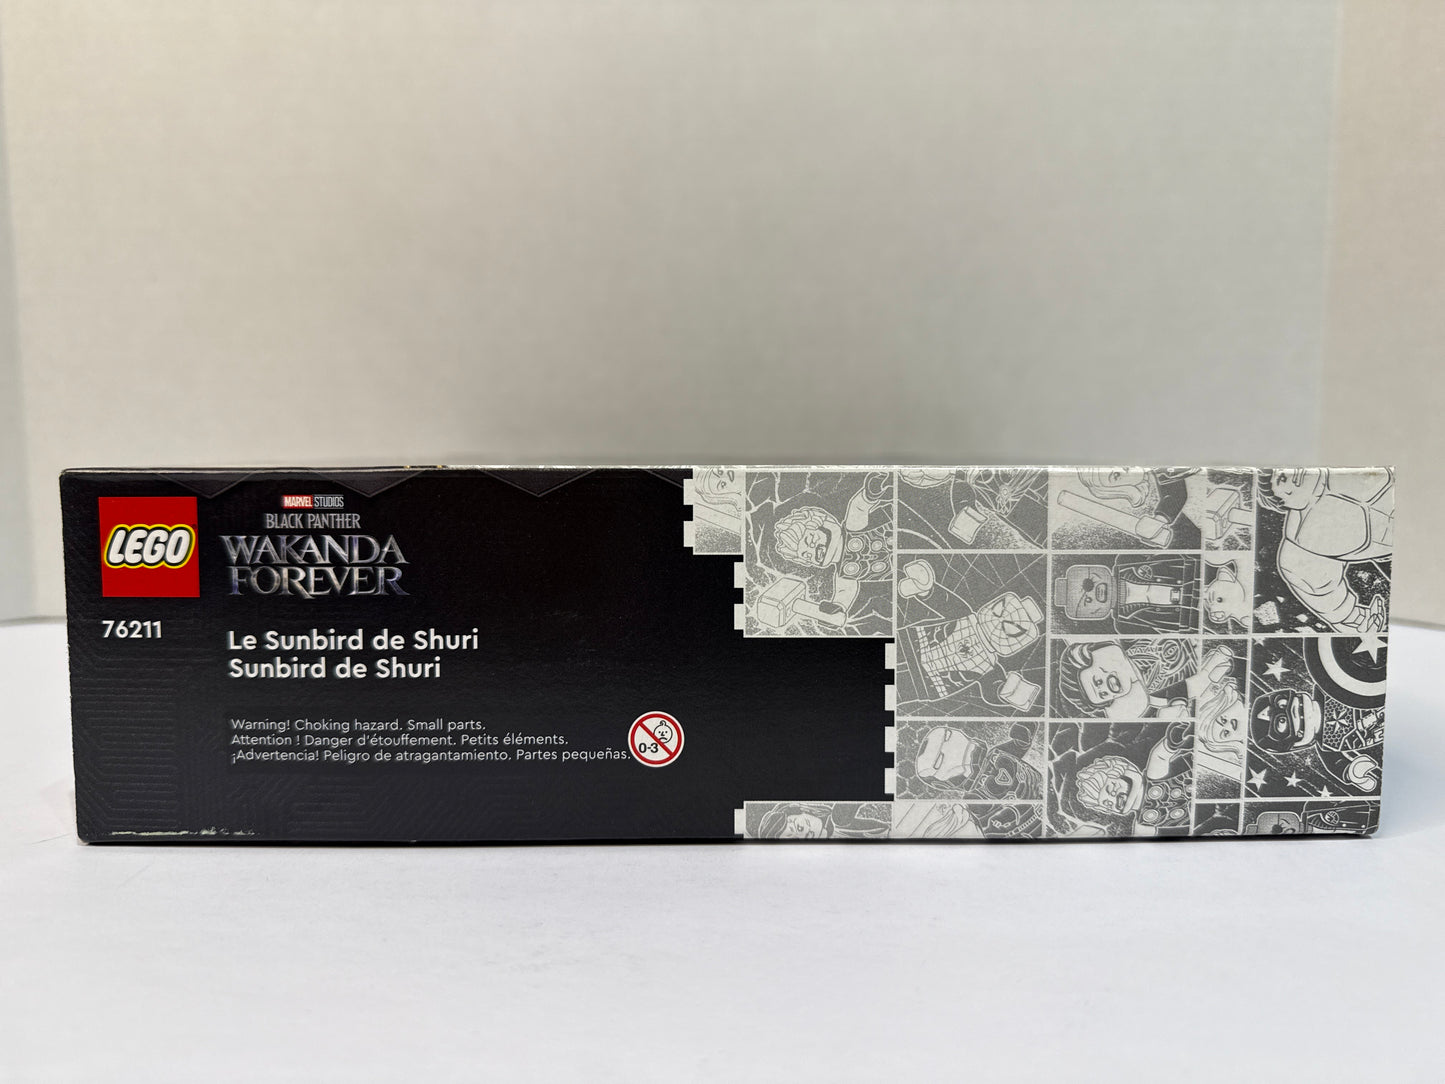 LEGO
MARVEL STUDIOS
BLACK PANTHER
WAKANDA
FOREVER
76211
Le Sunbird de Shuri
Sunbird de Shuri
Warning! Choking hazard. Small parts.
Attention ! Danger d'étouffement. Petits éléments.
¡Advertencia! Peligro de atragantamiento. Partes pequeñas.
0-3